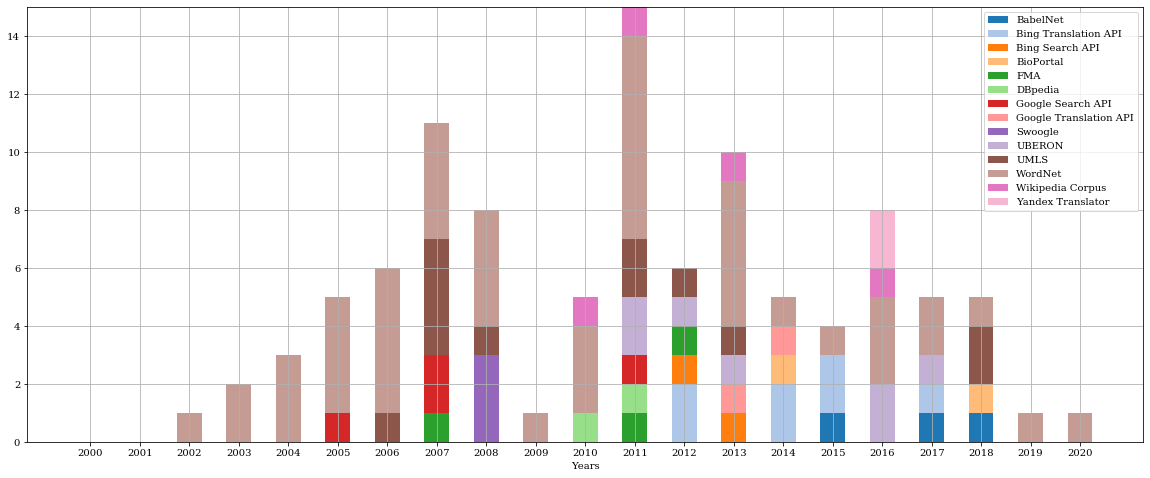 14
12
10
8
6
4
2
0
2000 2001 2002 2003 2004 2005 2006 2007 2008 2009 2010 2011 2012 2013 2014 2015 2016 2017 2018 2019 2020
Years
BabelNet
Bing Translation API
Bing Search API
BioPortal
FMA
DBpedia
Google Search API
Google Translation API
Swoogle
UBERON
UMLS
WordNet
Wikipedia Corpus
Yandex Translator